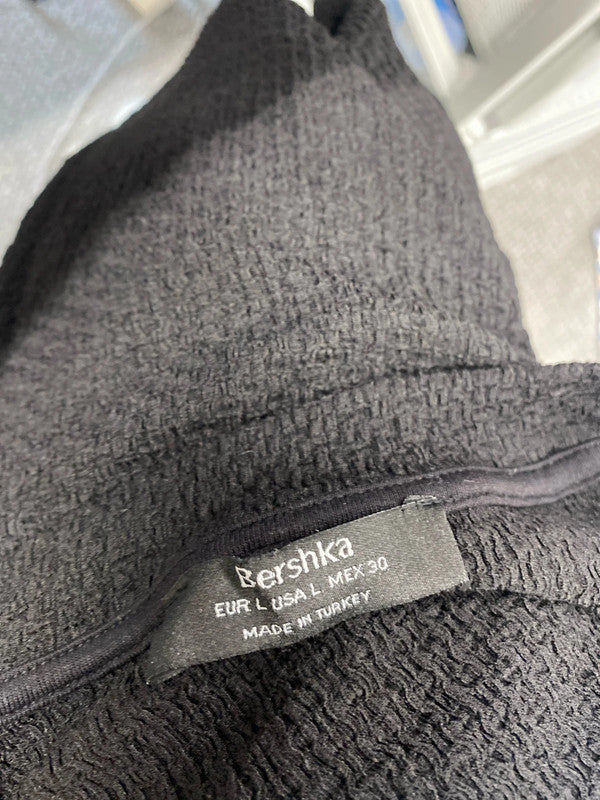 Bershka
EUR L USA L MEX 30
MADE IN TURKEY